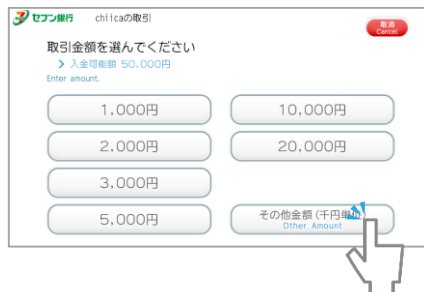 セブン銀行 chiicaの取引
取消
Cancel
取引金額を選んでください
> 入金可能額 50,000円
Enter amount.
1,000円 10,000円
2,000円 20,000円
3,000円
5,000円 その他金額(千円単位)
Other Amount